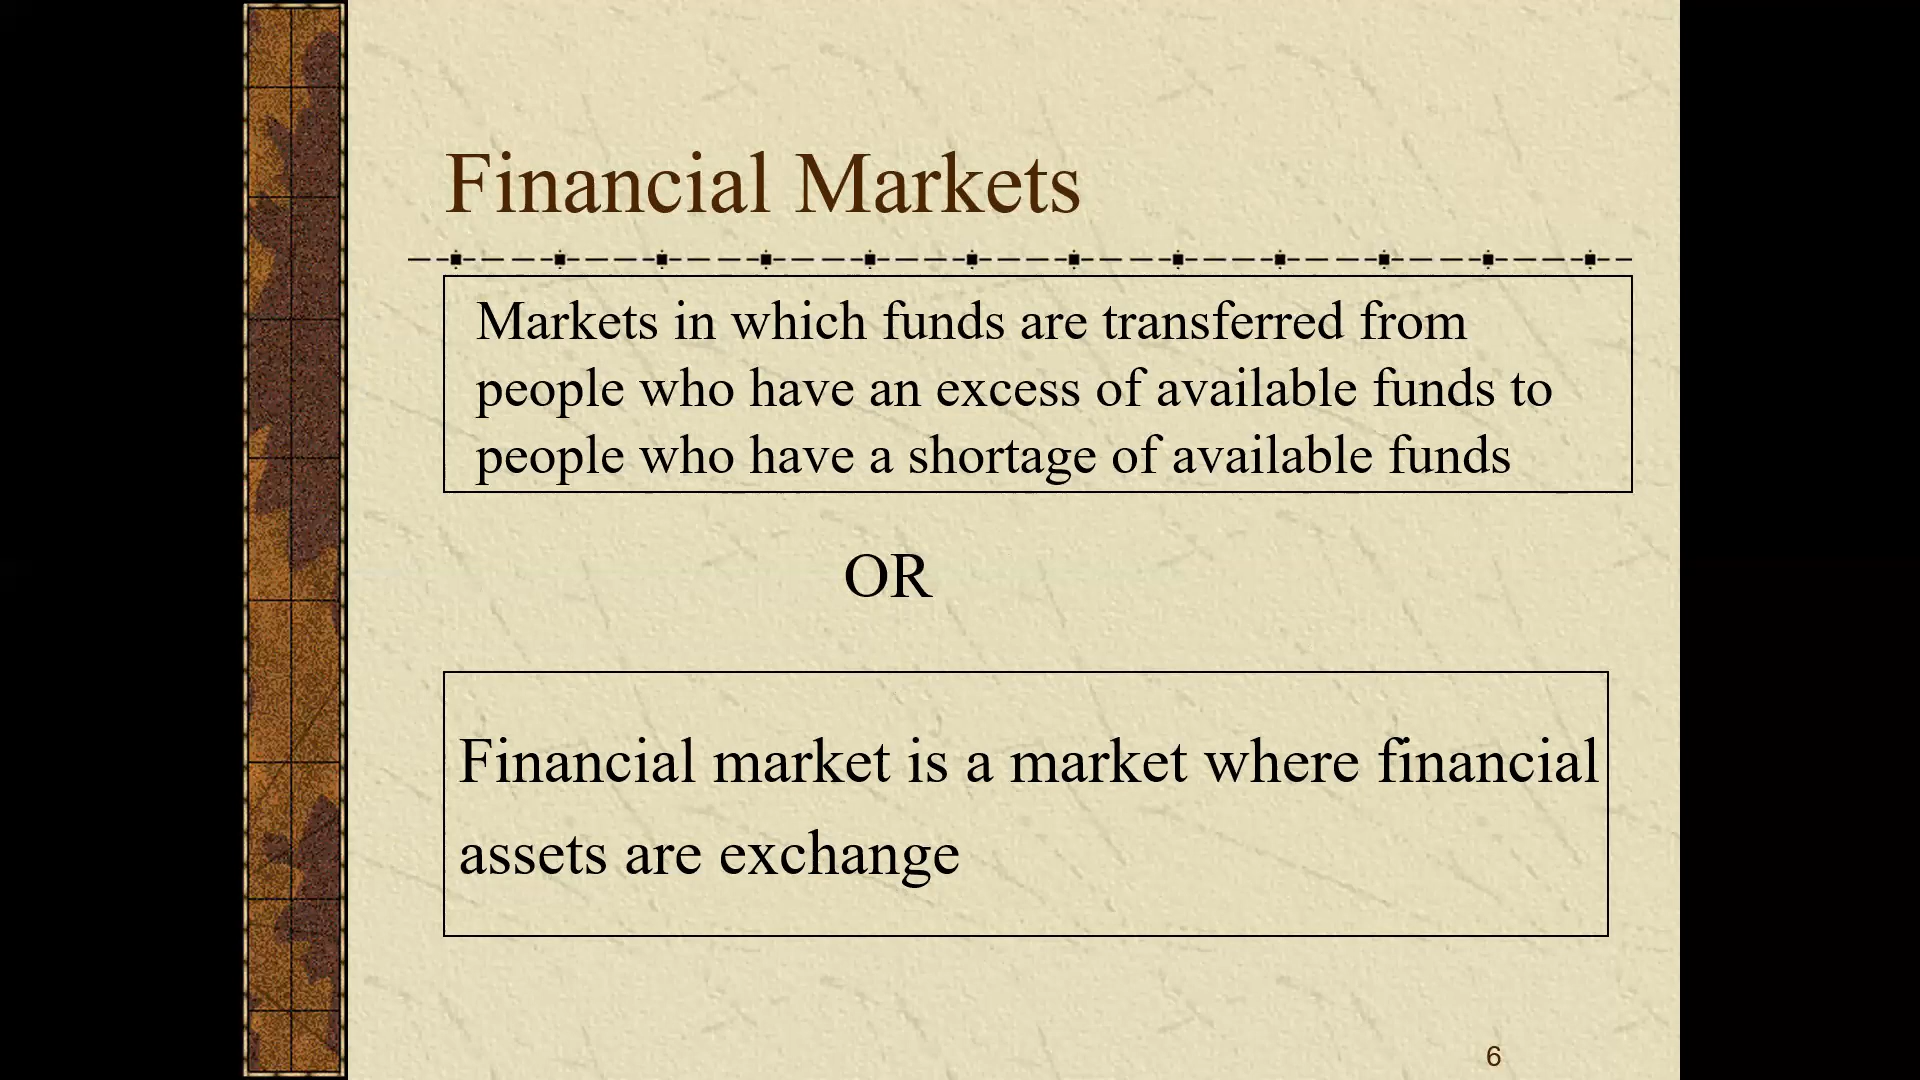 Financial Markets
Markets in which funds are transferred from
people who have an excess of available funds to
people who have a shortage of available funds
OR
Financial market is a market where financial
assets are exchange
6